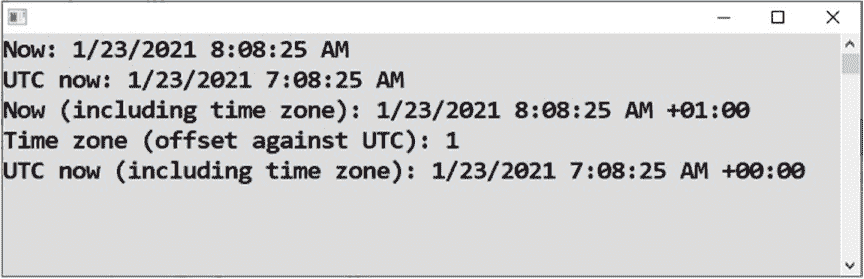 Now: 1/23/2021 8:08:25 AM
UTC now: 1/23/2021 7:08:25 AM
Now (including time zone): 1/23/2021 8:08:25 AM +01:00
Time zone (offset against UTC): 1
UTC now (including time zone): 1/23/2021 7:08:25 AM +00:00